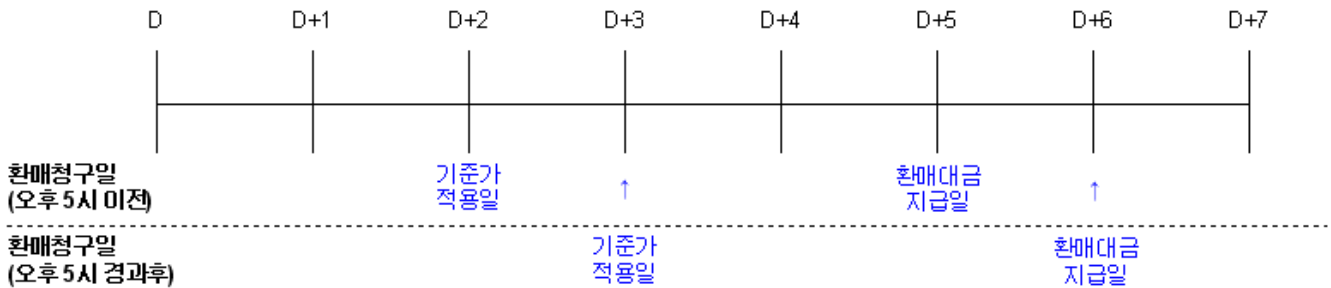 D D+1 D+2 D+3 D+4 D+5 D+6 D+7
환매청구일 기준가 환매대금
(오후 5시 이전) 적용일 ↑ 지급일 ↑
환매청구일 기준가 환매대금
(오후 5시 경과후) 적용일 지급일